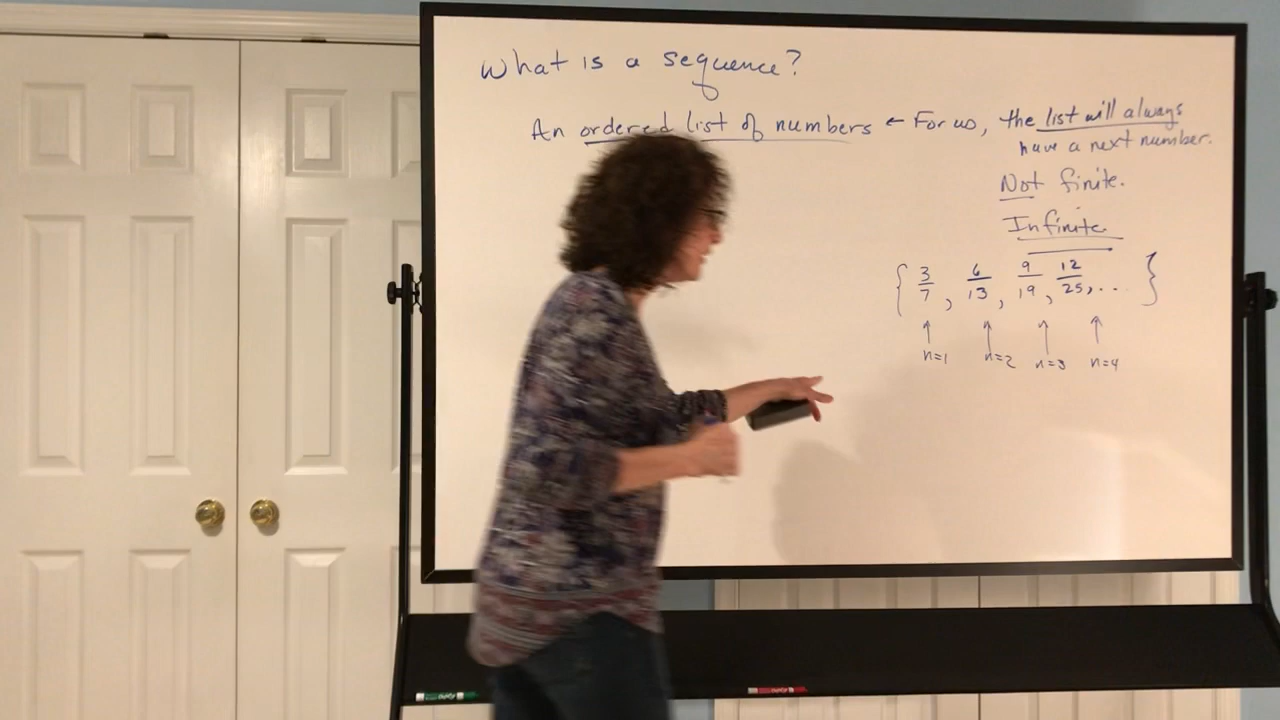 What is a sequence?
An ordered list of numbers ← For us, the list will always
have a next number.
Not finite.
Infinite.
{ 3/7, 6/13, 9/19, 12/25, ... }
n=1 n=2 n=3 n=4